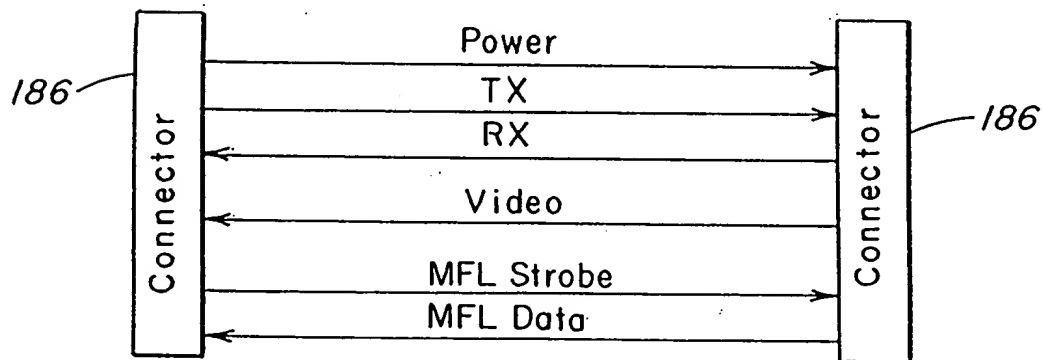 Power
186
TX
186
RX
Connector
Connector
Video
MFL Strobe
MFL Data